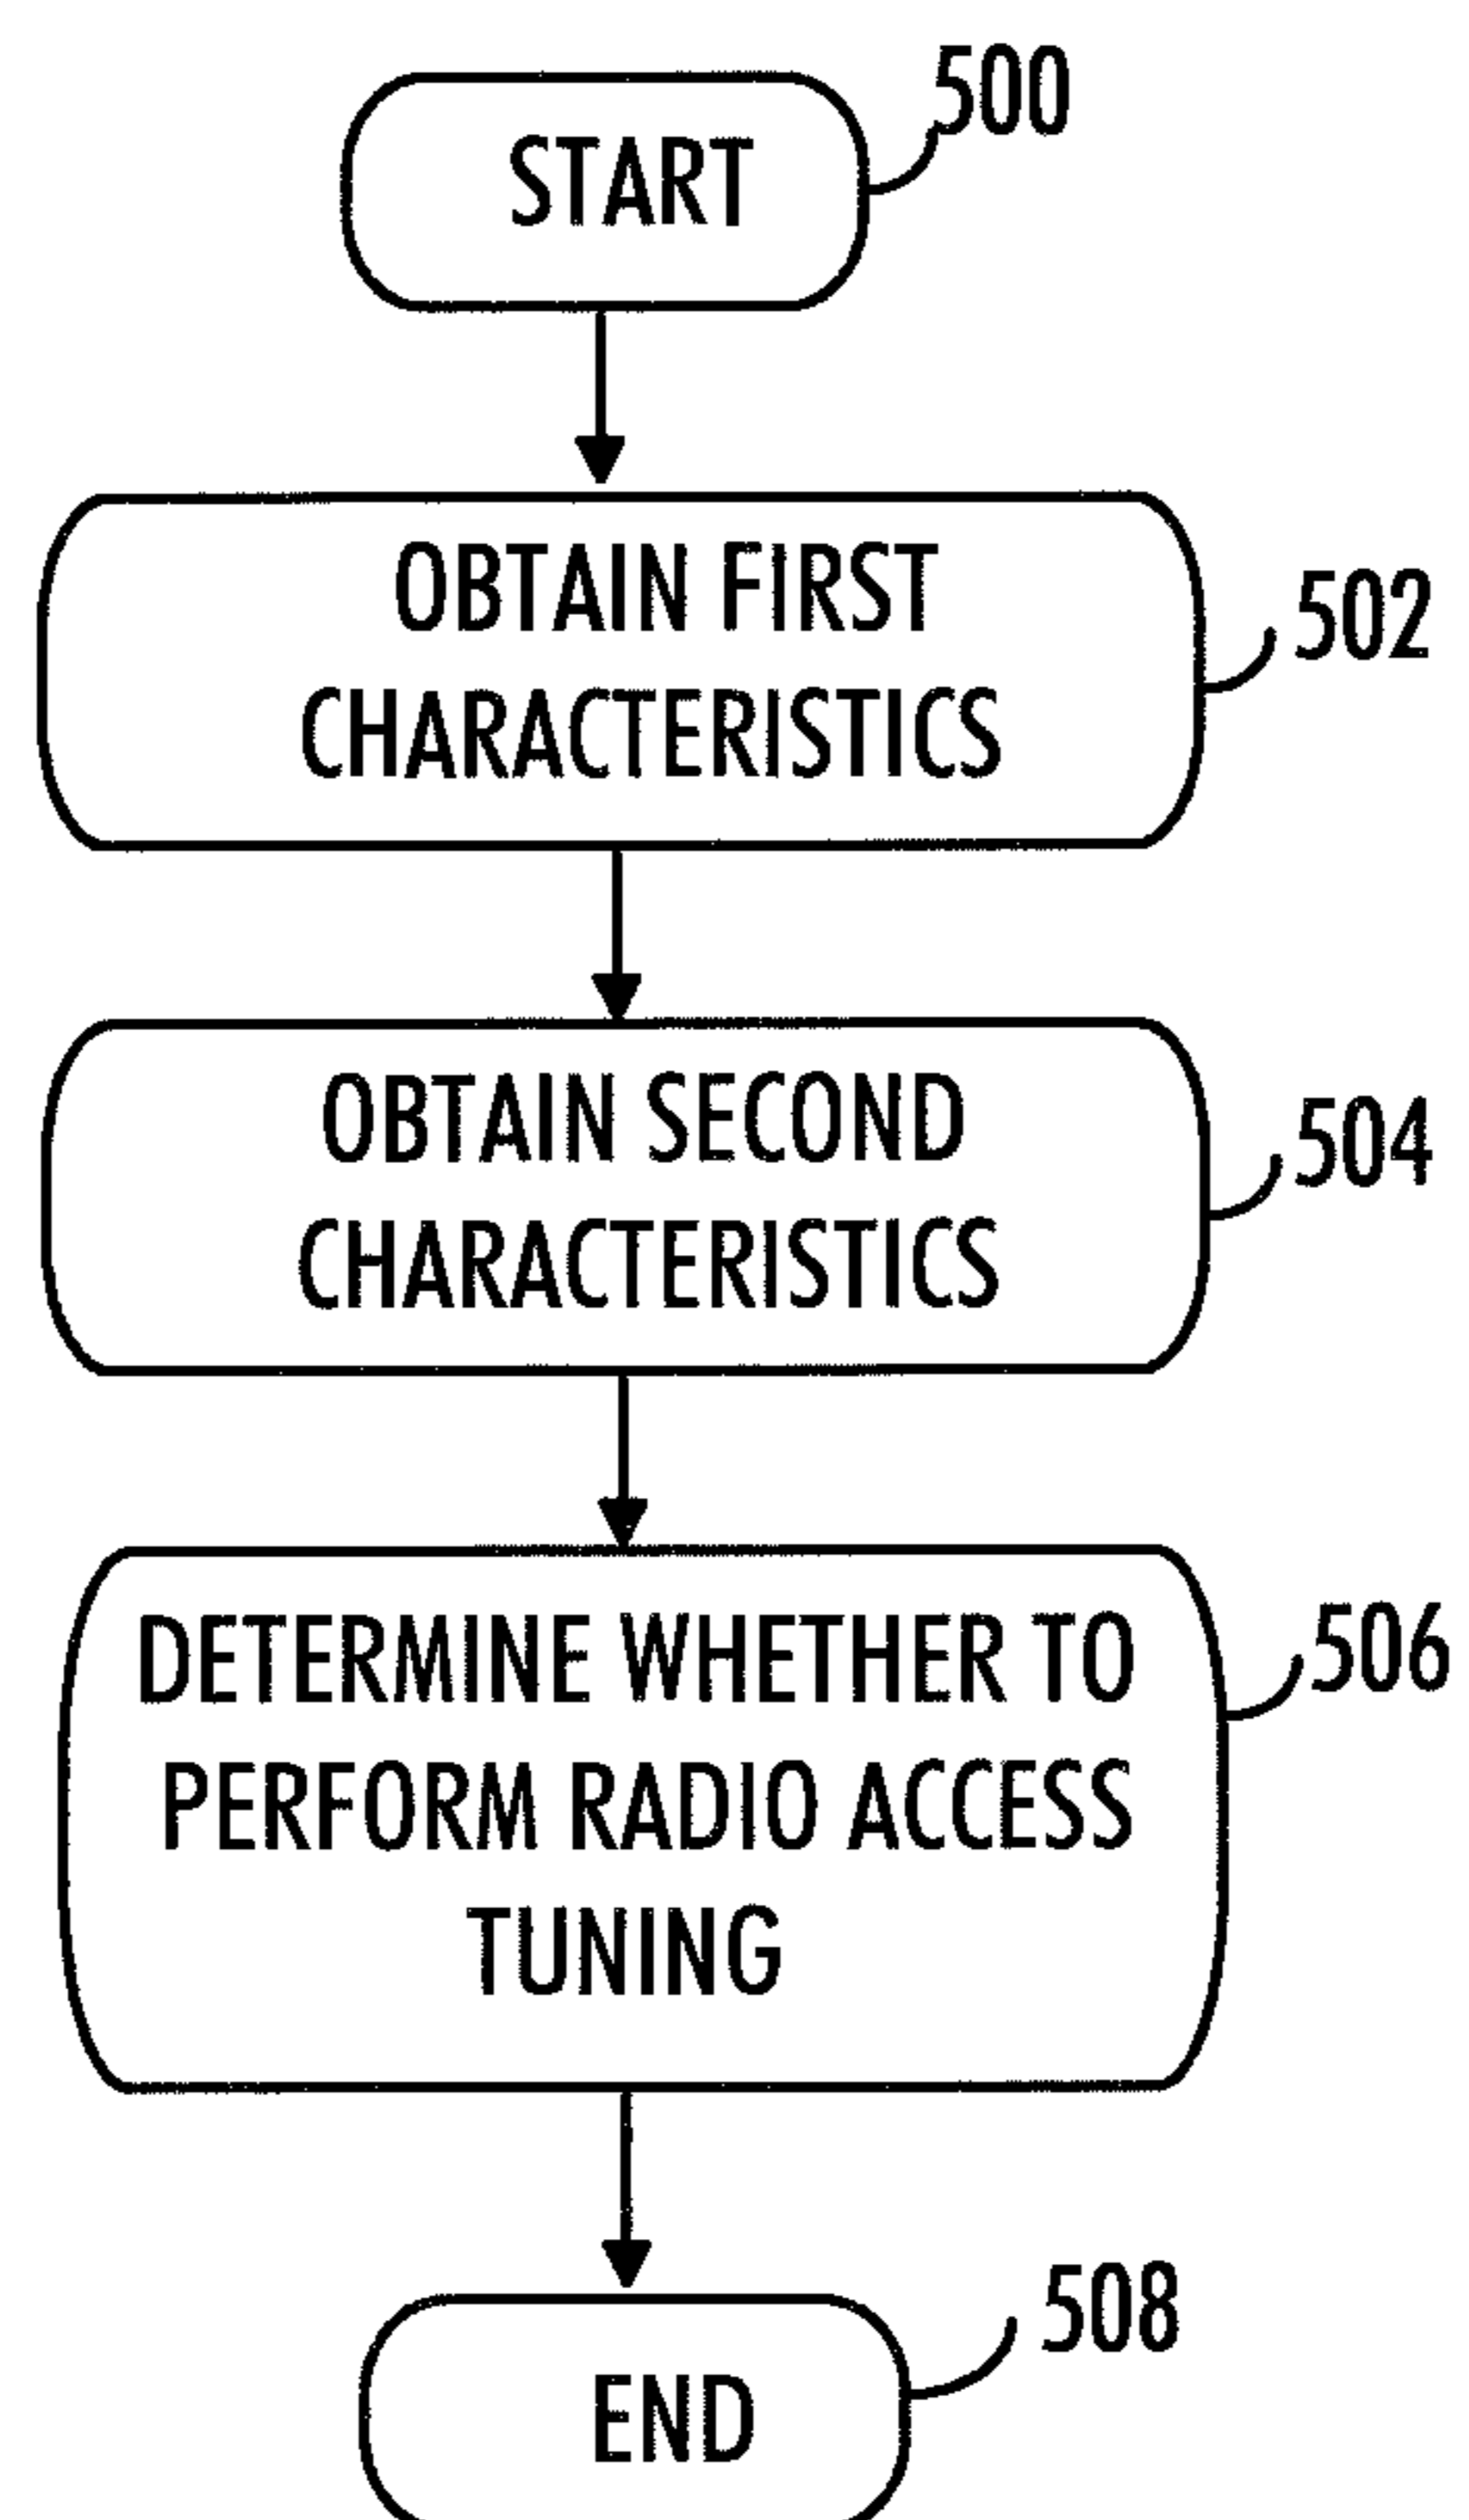 500
START
OBTAIN FIRST
CHARACTERISTICS
502
OBTAIN SECOND
CHARACTERISTICS
504
DETERMINE WHETHER TO
PERFORM RADIO ACCESS
TUNING
506
END
508